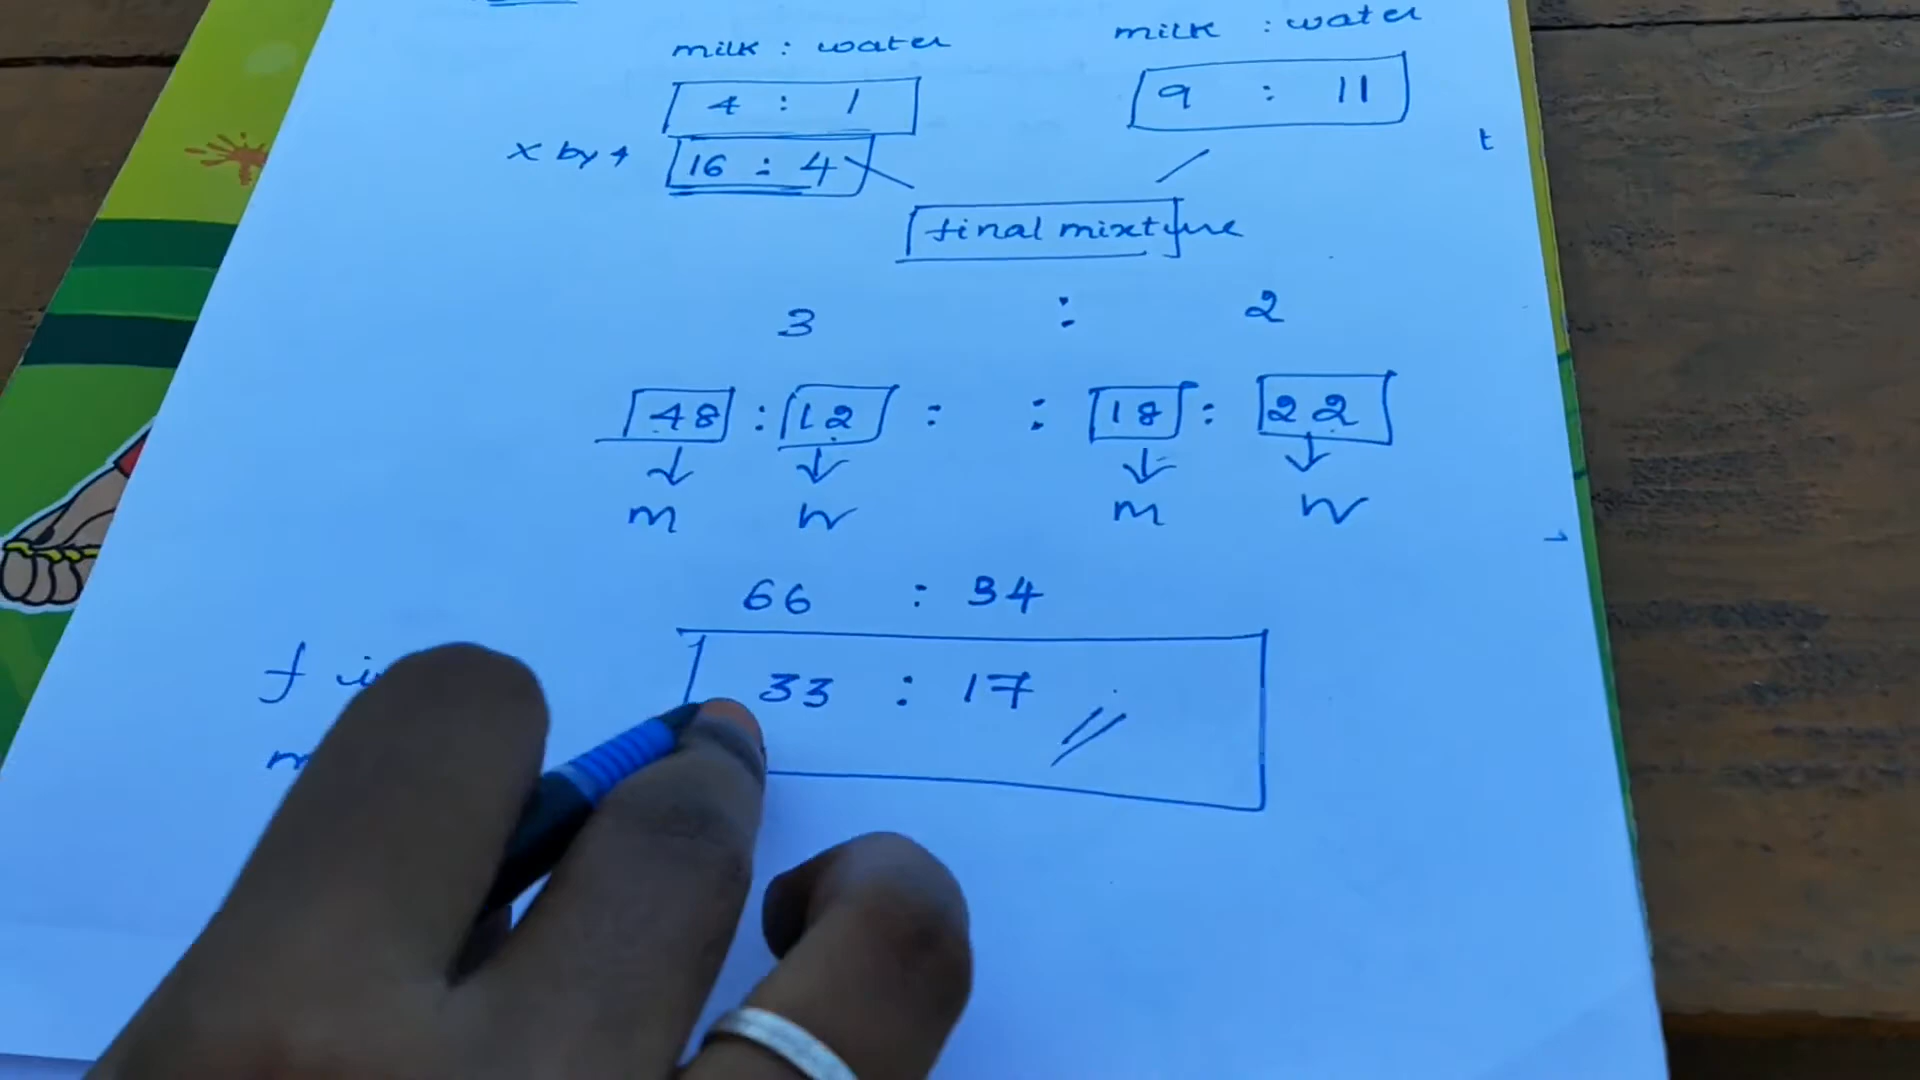 milk : water milk : water
4 : 1 9 : 11
x by 4 16 : 4
final mixture
3 : 2
48 : 12 : : 18 : 22
m w m w
66 : 34
33 : 17